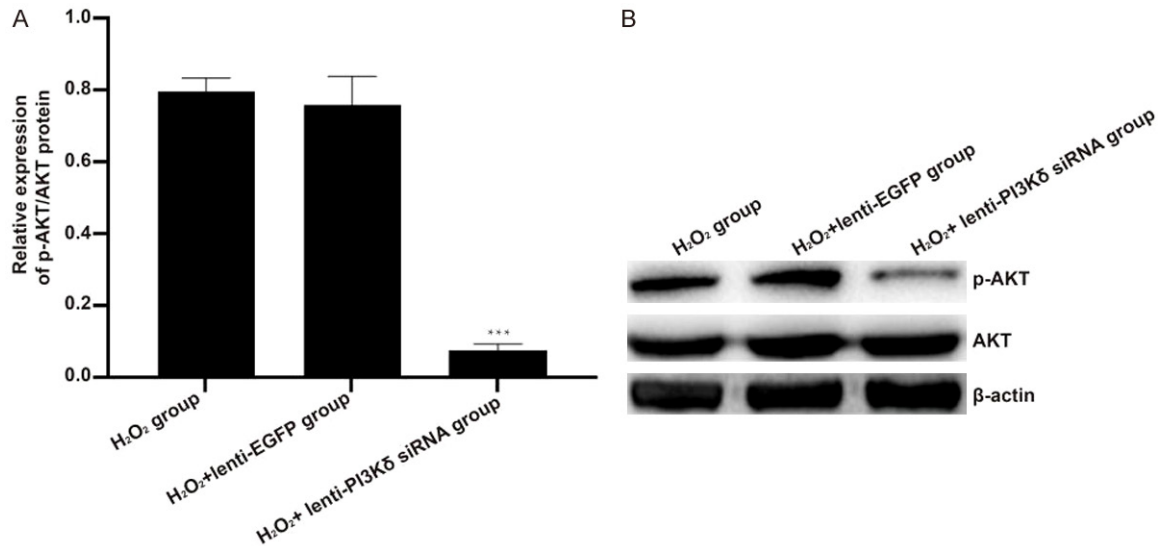 A
Relative expression
of p-AKT/AKT protein
1.0
0.8
0.6
0.4
0.2
0.0
***
H₂O₂ group
H₂O₂+lenti-EGFP group
H₂O₂+ lenti-PI3Kδ siRNA group
B
H₂O₂ group
H₂O₂+lenti-EGFP group
H₂O₂+ lenti-PI3Kδ siRNA group
p-AKT
AKT
β-actin